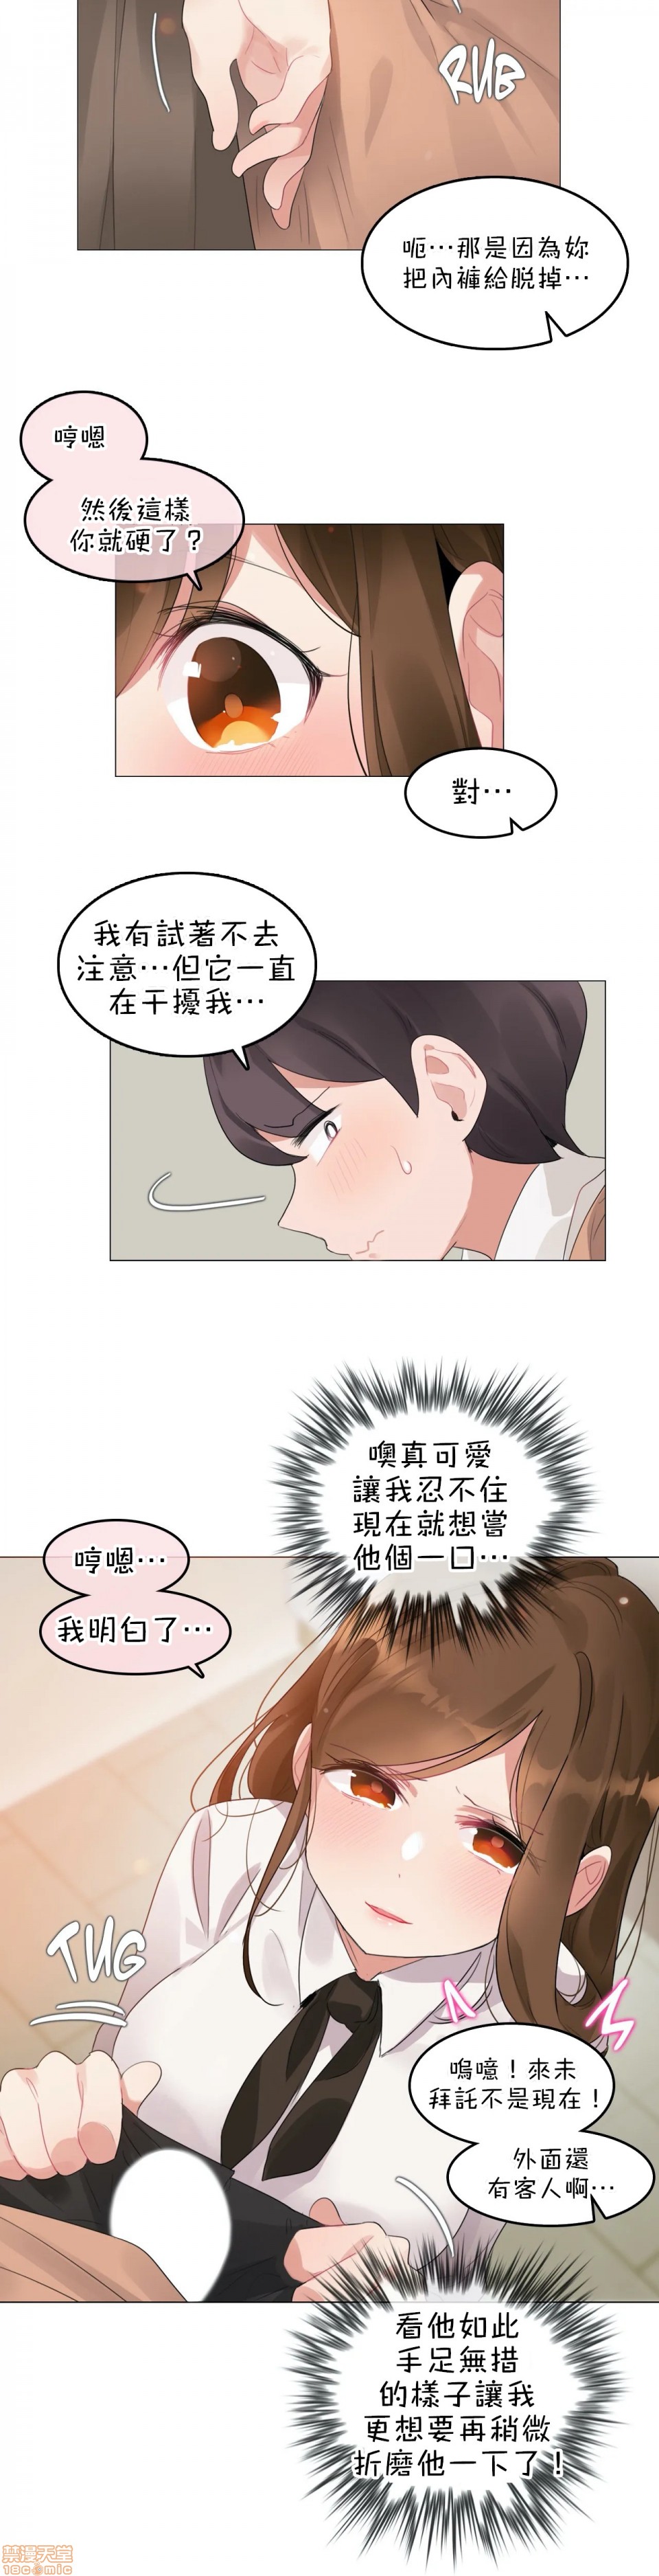 RUB
呃…那是因為妳
把內褲給脫掉…
哼嗯
然後這樣
你就硬了？
對…
我有試著不去
注意…但它一直
在干擾我…
噢真可愛
讓我忍不住
現在就想嘗
他個一口…
哼嗯…
我明白了…
TUG
嗚噫！來未
拜託不是現在！
外面還
有客人啊…
看他如此
手足無措
的樣子讓我
更想要再稍微
折磨他一下了！
禁漫天堂
18comic